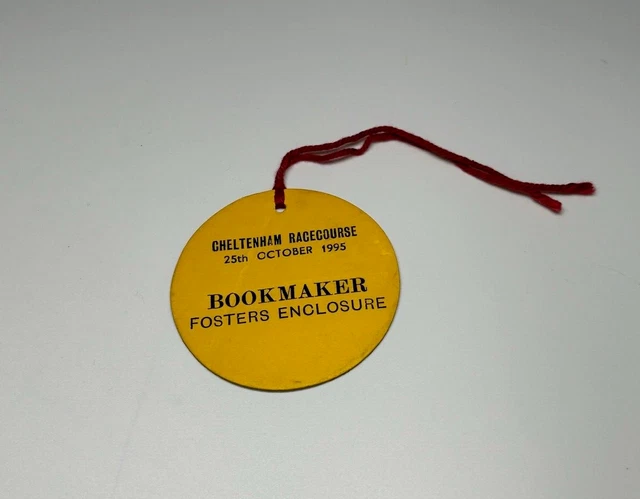 CHELTENHAM RACECOURSE
25th OCTOBER 1995
BOOKMAKER
FOSTERS ENCLOSURE